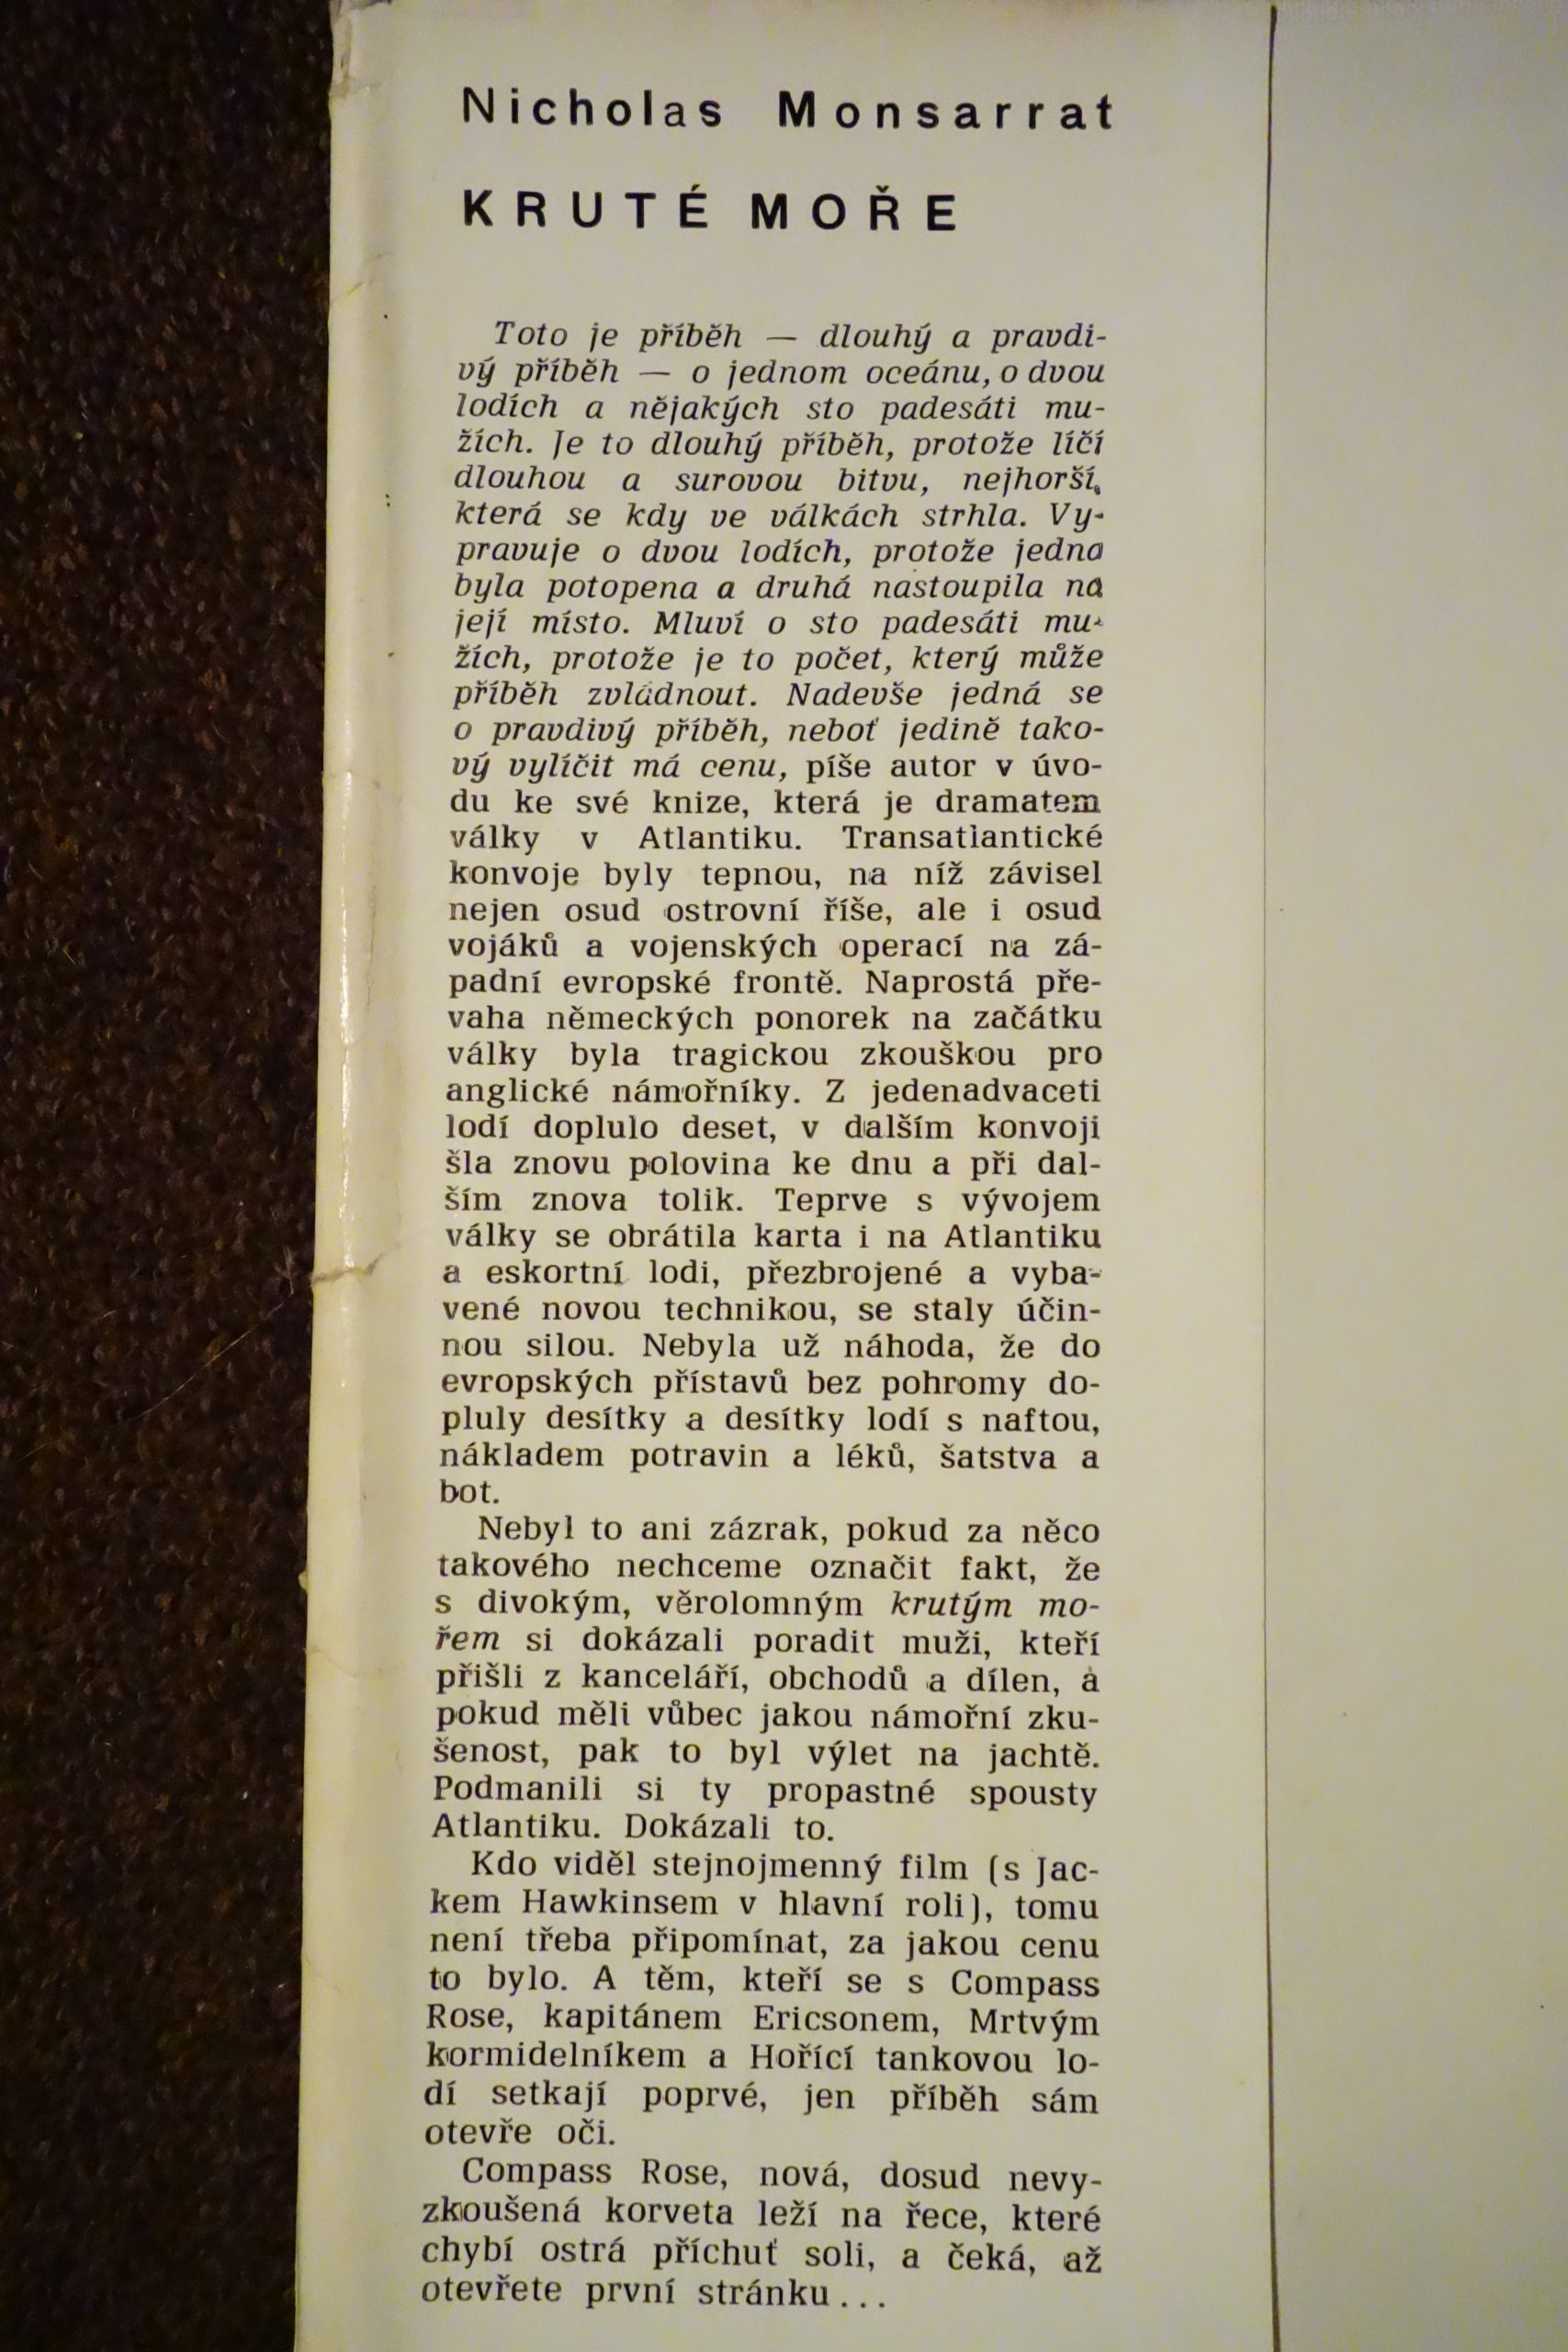 Nicholas Monsarrat
KRUTÉ MOŘE
Toto je příběh — dlouhý a pravdi-
vý příběh — o jednom oceánu, o dvou
lodích a nějakých sto padesáti mu-
žích. Je to dlouhý příběh, protože líčí
dlouhou a surovou bitvu, nejhorší,
která se kdy ve válkách strhla. Vy-
pravuje o dvou lodích, protože jedna
byla potopena a druhá nastoupila na
její místo. Mluví o sto padesáti mu-
žích, protože je to počet, který může
příběh zvládnout. Nadevše jedná se
o pravdivý příběh, neboť jedině tako-
vý vylíčit má cenu, píše autor v úvo-
du ke své knize, která je dramatem
války v Atlantiku. Transatlantické
konvoje byly tepnou, na níž závisel
nejen osud ostrovní říše, ale i osud
vojáků a vojenských operací na zá-
padní evropské frontě. Naprostá pře-
vaha německých ponorek na začátku
války byla tragickou zkouškou pro
anglické námořníky. Z jedenadvaceti
lodí doplulo deset, v dalším konvoji
šla znovu polovina ke dnu a při dal-
ším znova tolik. Teprve s vývojem
války se obrátila karta i na Atlantiku
a eskortní lodi, přezbrojené a vyba-
vené novou technikou, se staly účin-
nou silou. Nebyla už náhoda, že do
evropských přístavů bez pohromy do-
pluly desítky a desítky lodí s naftou,
nákladem potravin a léků, šatstva a
bot.
Nebyl to ani zázrak, pokud za něco
takového nechceme označit fakt, že
s divokým, věrolomným krutým mo-
řem si dokázali poradit muži, kteří
přišli z kanceláří, obchodů a dílen, a
pokud měli vůbec jakou námořní zku-
šenost, pak to byl výlet na jachtě.
Podmanili si ty propastné spousty
Atlantiku. Dokázali to.
Kdo viděl stejnojmenný film (s Jac-
kem Hawkinsem v hlavní roli), tomu
není třeba připomínat, za jakou cenu
to bylo. A těm, kteří se s Compass
Rose, kapitánem Ericsonem, Mrtvým
kormidelníkem a Hořící tankovou lo-
dí setkají poprvé, jen příběh sám
otevře oči.
Compass Rose, nová, dosud nevy-
zkoušená korveta leží na řece, které
chybí ostrá příchuť soli, a čeká, až
otevřete první stránku...